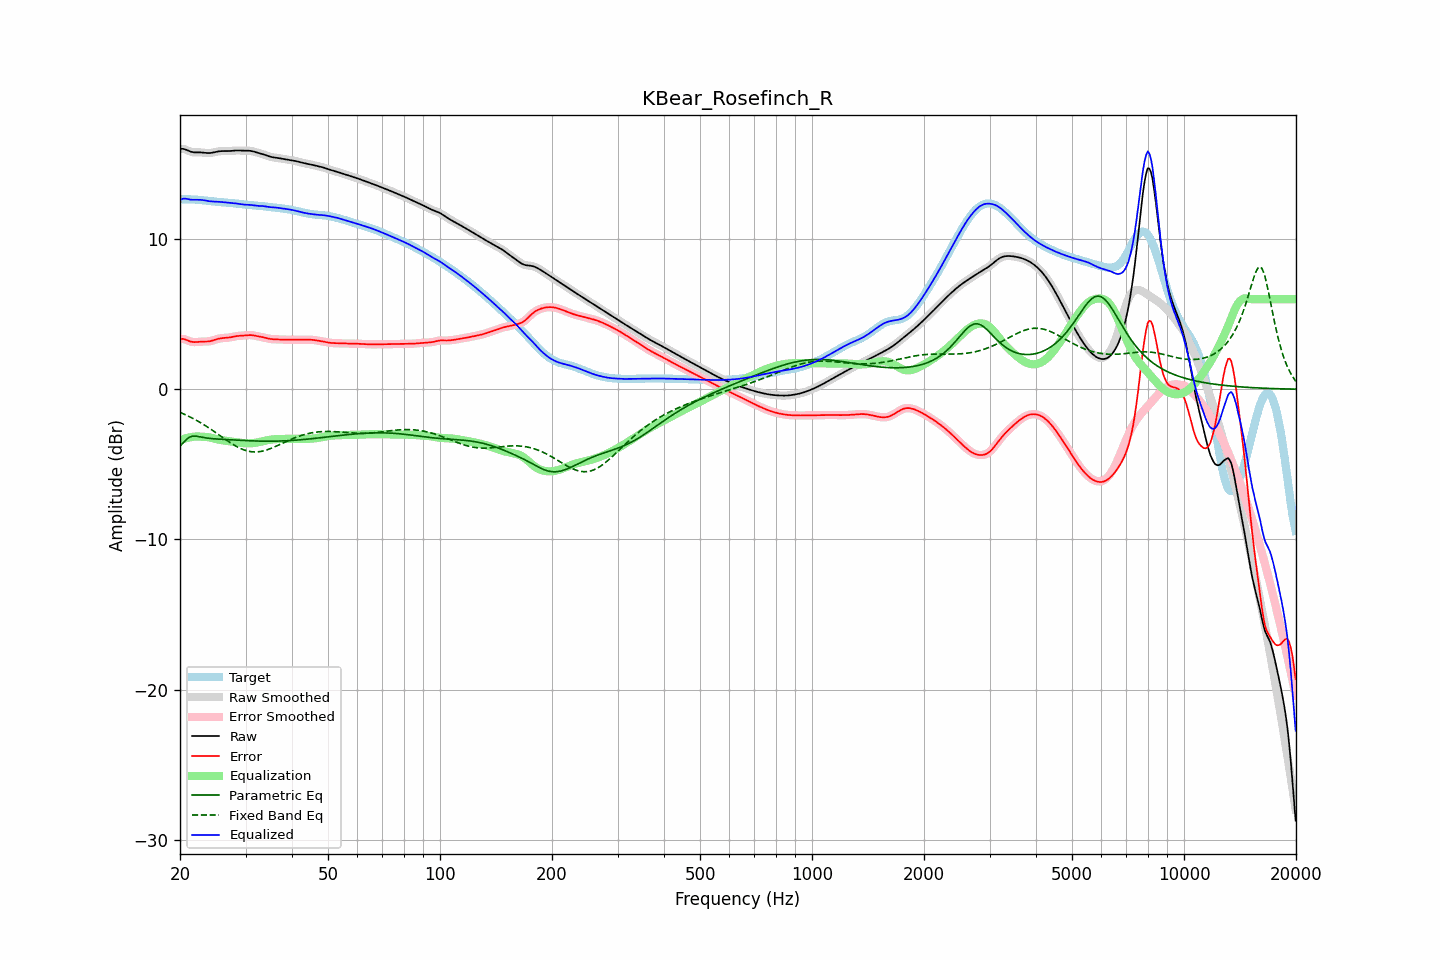 KBear_Rosefinch_R
Amplitude (dBr)
10
0
−10
−20
−30
Target
Raw Smoothed
Error Smoothed
Raw
Error
Equalization
Parametric Eq
Fixed Band Eq
Equalized
20 50 100 200 500 1000 2000 5000 10000 20000
Frequency (Hz)